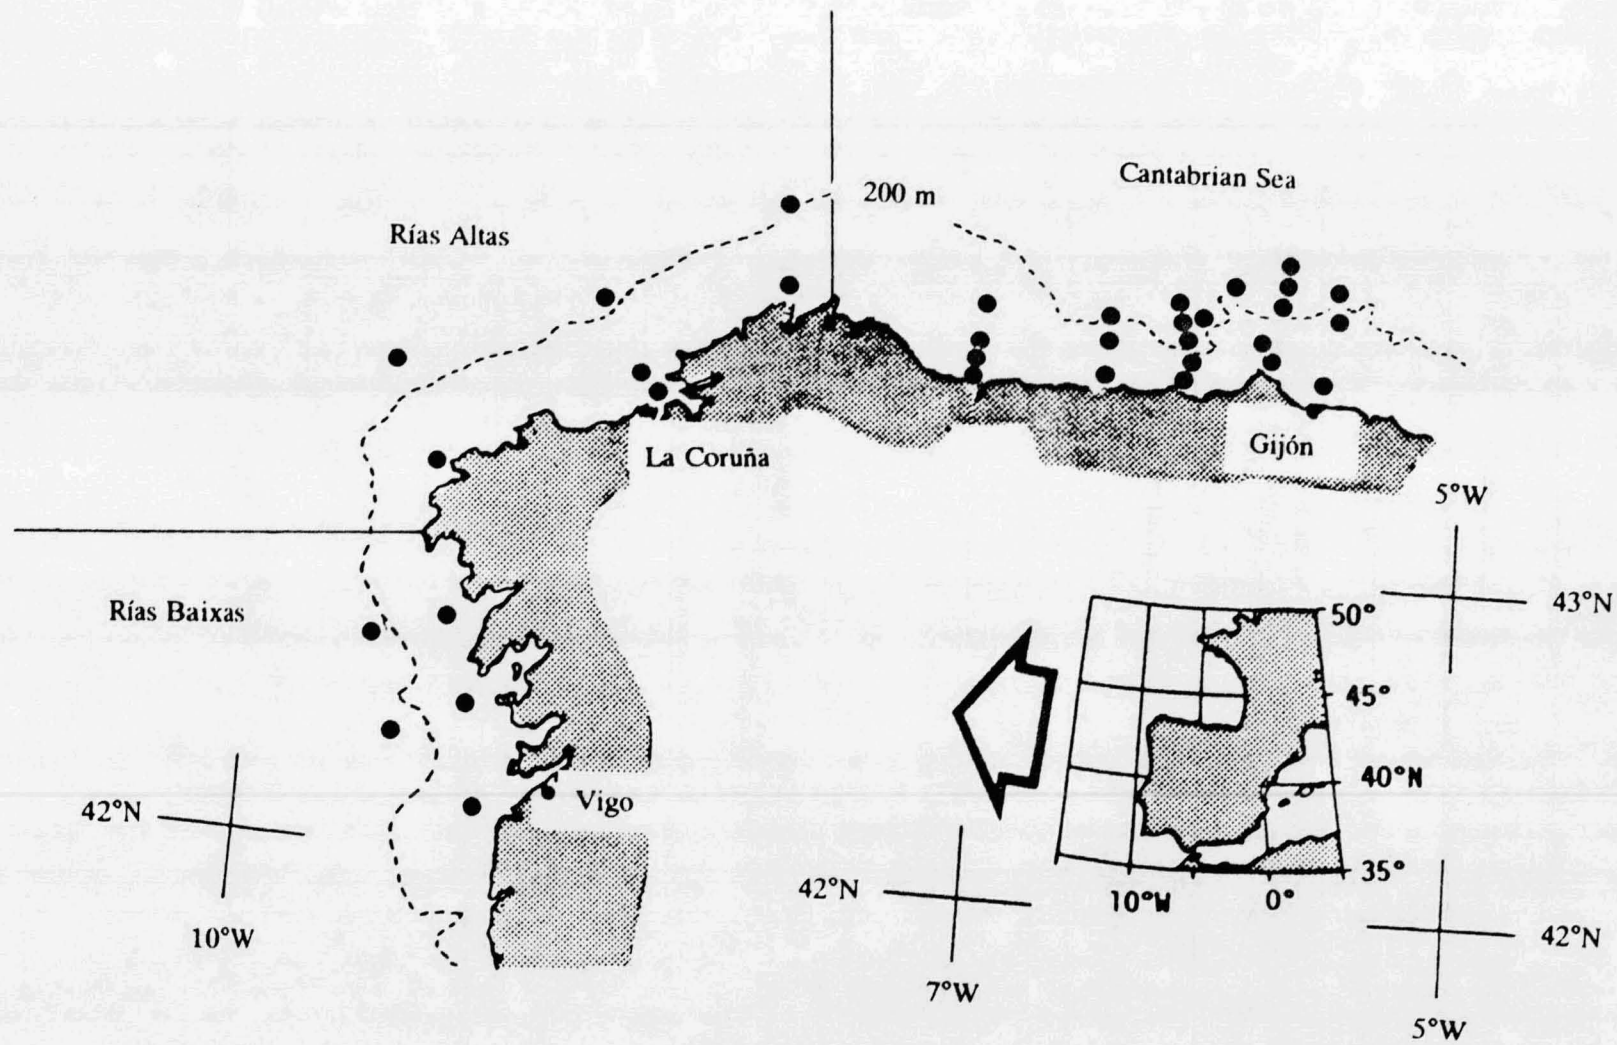 Cantabrian Sea
200 m
Rías Altas
La Coruña
Gijón
5°W
43°N
Rías Baixas
50°
45°
40°N
35°
10°W
0°
Vigo
42°N
10°W
42°N
7°W
42°N
5°W